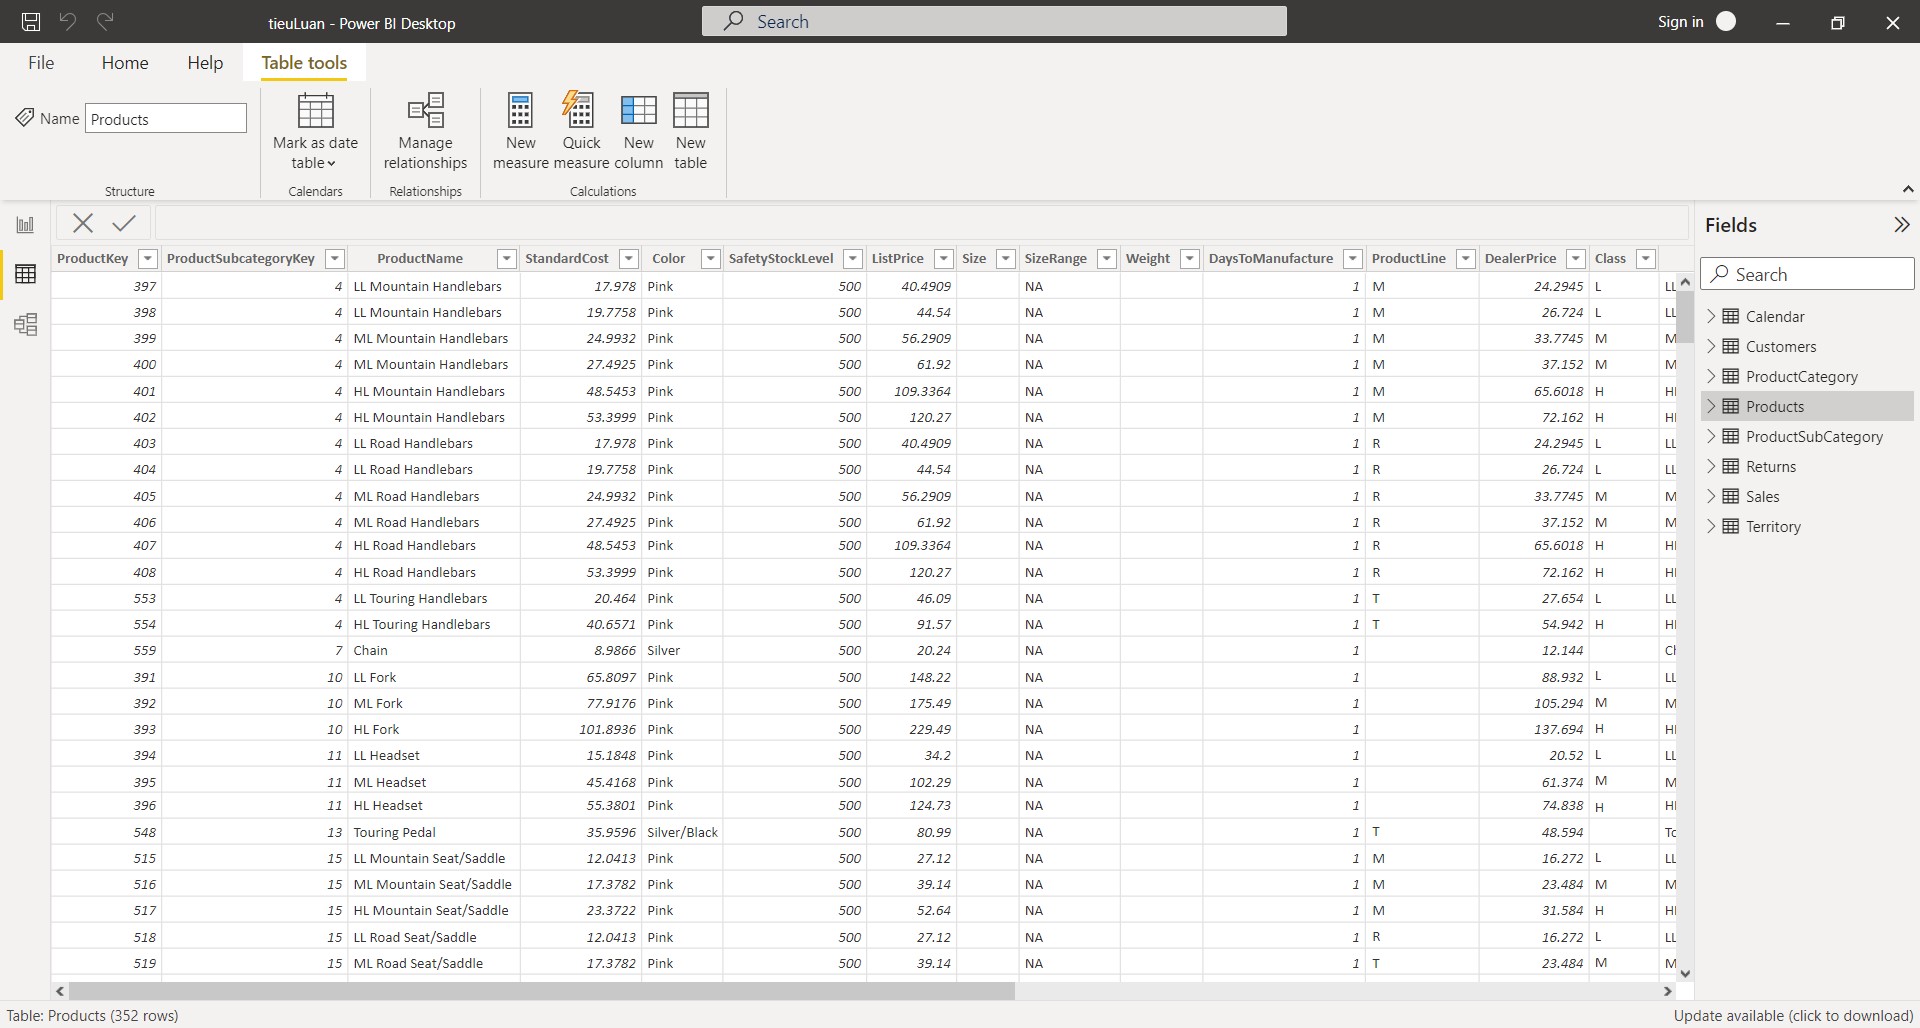 tieuLuan - Power BI Desktop
Search
Sign in
File Home Help Table tools
Name Products
Mark as date table
Manage relationships
New measure
Quick measure
New column
New table
Structure Calendars Relationships Calculations
ProductKey ProductSubcategoryKey ProductName StandardCost Color SafetyStockLevel ListPrice Size SizeRange Weight DaysToManufacture ProductLine DealerPrice Class
397 4 LL Mountain Handlebars 17.978 Pink 500 40.4909 NA 1 M 24.2945 L LL
398 4 LL Mountain Handlebars 19.7758 Pink 500 44.54 NA 1 M 26.724 L LL
399 4 ML Mountain Handlebars 24.9932 Pink 500 56.2909 NA 1 M 33.7745 M M
400 4 ML Mountain Handlebars 27.4925 Pink 500 61.92 NA 1 M 37.152 M M
401 4 HL Mountain Handlebars 48.5453 Pink 500 109.3364 NA 1 M 65.6018 H HL
402 4 HL Mountain Handlebars 53.3999 Pink 500 120.27 NA 1 M 72.162 H HL
403 4 LL Road Handlebars 17.978 Pink 500 40.4909 NA 1 R 24.2945 L LL
404 4 LL Road Handlebars 19.7758 Pink 500 44.54 NA 1 R 26.724 L LL
405 4 ML Road Handlebars 24.9932 Pink 500 56.2909 NA 1 R 33.7745 M M
406 4 ML Road Handlebars 27.4925 Pink 500 61.92 NA 1 R 37.152 M M
407 4 HL Road Handlebars 48.5453 Pink 500 109.3364 NA 1 R 65.6018 H HL
408 4 HL Road Handlebars 53.3999 Pink 500 120.27 NA 1 R 72.162 H HL
553 4 LL Touring Handlebars 20.464 Pink 500 46.09 NA 1 T 27.654 L LL
554 4 HL Touring Handlebars 40.6571 Pink 500 91.57 NA 1 T 54.942 H HL
559 7 Chain 8.9866 Silver 500 20.24 NA 1 12.144 Ch
391 10 LL Fork 65.8097 Pink 500 148.22 NA 1 88.932 L LL
392 10 ML Fork 77.9176 Pink 500 175.49 NA 1 105.294 M M
393 10 HL Fork 101.8936 Pink 500 229.49 NA 1 137.694 H HL
394 11 LL Headset 15.1848 Pink 500 34.2 NA 1 20.52 L LL
395 11 ML Headset 45.4168 Pink 500 102.29 NA 1 61.374 M M
396 11 HL Headset 55.3801 Pink 500 124.73 NA 1 74.838 H HL
548 13 Touring Pedal 35.9596 Silver/Black 500 80.99 NA 1 T 48.594 To
515 15 LL Mountain Seat/Saddle 12.0413 Pink 500 27.12 NA 1 M 16.272 L LL
516 15 ML Mountain Seat/Saddle 17.3782 Pink 500 39.14 NA 1 M 23.484 M M
517 15 HL Mountain Seat/Saddle 23.3722 Pink 500 52.64 NA 1 M 31.584 H HL
518 15 LL Road Seat/Saddle 12.0413 Pink 500 27.12 NA 1 R 16.272 L LL
519 15 ML Road Seat/Saddle 17.3782 Pink 500 39.14 NA 1 T 23.484 M M
Fields
Search
Calendar
Customers
ProductCategory
Products
ProductSubCategory
Returns
Sales
Territory
Table: Products (352 rows)
Update available (click to download)